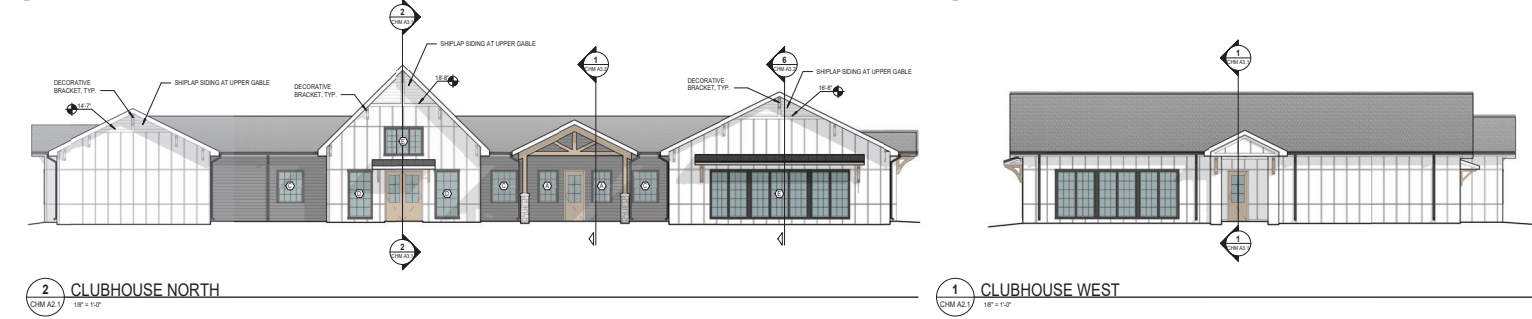 2
CHM A3.1
SHIPLAP SIDING AT UPPER GABLE
1
CHM A3.2
6
CHM A3.2
DECORATIVE
BRACKET, TYP.
SHIPLAP SIDING AT UPPER GABLE
14'-7"
DECORATIVE
BRACKET, TYP.
18'-8"
DECORATIVE
BRACKET, TYP.
SHIPLAP SIDING AT UPPER GABLE
16'-8"
E
C
D
D
C
A
A
C
E
2
CHM A3.1
2
CHM A2.1
CLUBHOUSE NORTH
1/8" = 1'-0"
1
CHM A3.1
1
CHM A3.1
1
CHM A2.1
CLUBHOUSE WEST
1/8" = 1'-0"